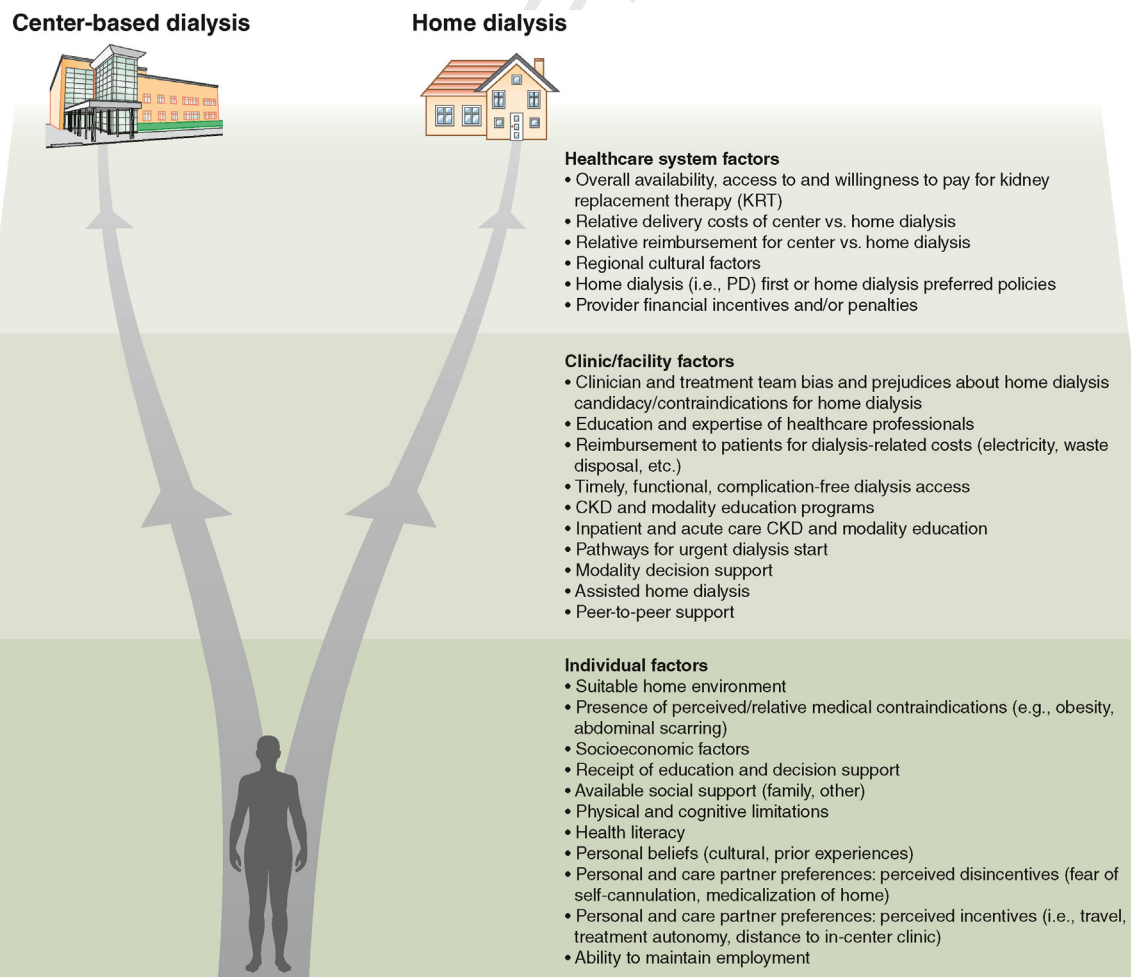 Center-based dialysis
Home dialysis
Healthcare system factors
• Overall availability, access to and willingness to pay for kidney
replacement therapy (KRT)
• Relative delivery costs of center vs. home dialysis
• Relative reimbursement for center vs. home dialysis
• Regional cultural factors
• Home dialysis (i.e., PD) first or home dialysis preferred policies
• Provider financial incentives and/or penalties
Clinic/facility factors
• Clinician and treatment team bias and prejudices about home dialysis
candidacy/contraindications for home dialysis
• Education and expertise of healthcare professionals
• Reimbursement to patients for dialysis-related costs (electricity, waste
disposal, etc.)
• Timely, functional, complication-free dialysis access
• CKD and modality education programs
• Inpatient and acute care CKD and modality education
• Pathways for urgent dialysis start
• Modality decision support
• Assisted home dialysis
• Peer-to-peer support
Individual factors
• Suitable home environment
• Presence of perceived/relative medical contraindications (e.g., obesity,
abdominal scarring)
• Socioeconomic factors
• Receipt of education and decision support
• Available social support (family, other)
• Physical and cognitive limitations
• Health literacy
• Personal beliefs (cultural, prior experiences)
• Personal and care partner preferences: perceived disincentives (fear of
self-cannulation, medicalization of home)
• Personal and care partner preferences: perceived incentives (i.e., travel,
treatment autonomy, distance to in-center clinic)
• Ability to maintain employment